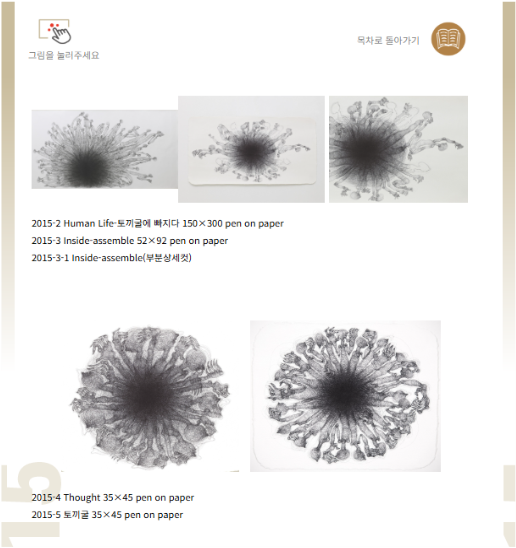 그림을 눌러주세요
목차로 돌아가기
2015-2 Human Life-토끼굴에 빠지다 150×300 pen on paper
2015-3 Inside-assemble 52×92 pen on paper
2015-3-1 Inside-assemble(부분상세컷)
2015-4 Thought 35×45 pen on paper
2015-5 토끼굴 35×45 pen on paper
15